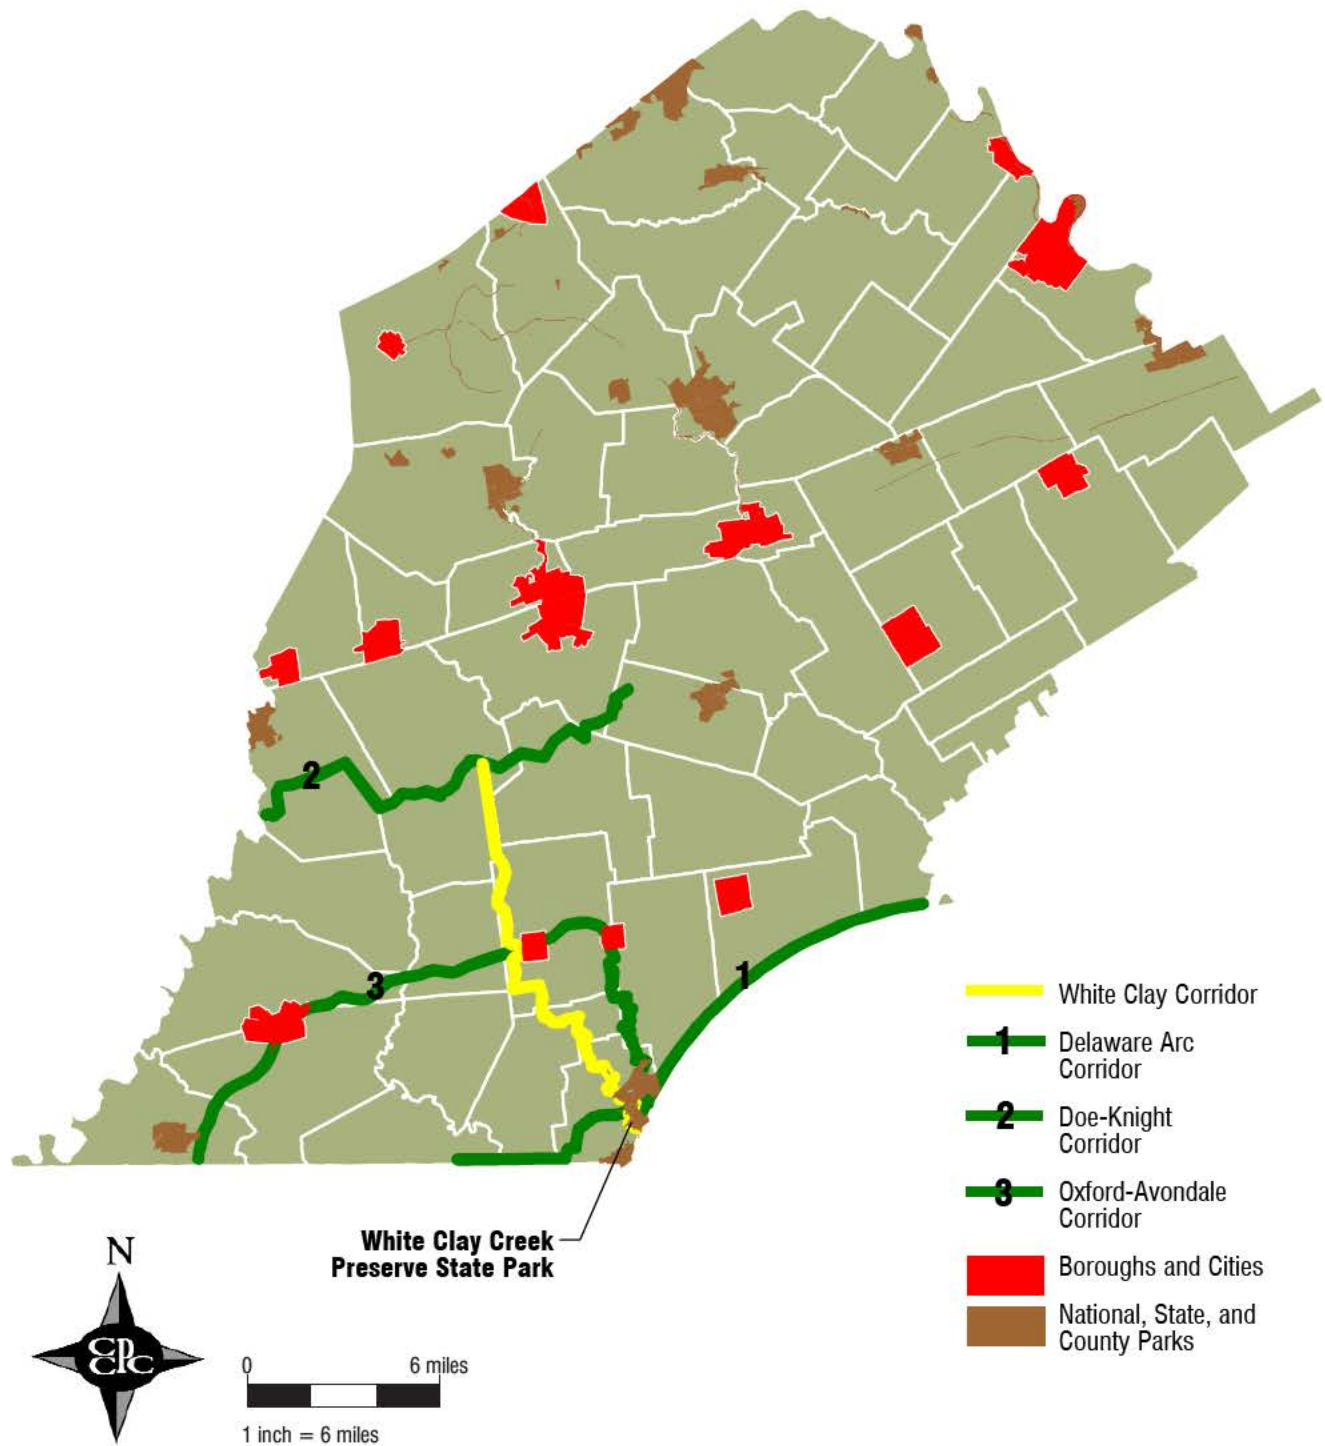 2
3
1
White Clay Corridor
1 Delaware Arc
Corridor
2 Doe-Knight
Corridor
3 Oxford-Avondale
Corridor
Boroughs and Cities
National, State, and
County Parks
White Clay Creek
Preserve State Park
N
CP
CPC
0 6 miles
1 inch = 6 miles